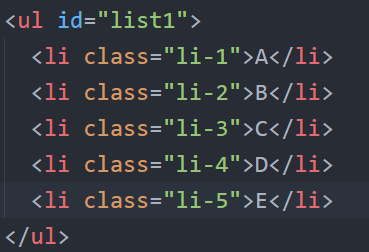 <ul id="list1">
  <li class="li-1">A</li>
  <li class="li-2">B</li>
  <li class="li-3">C</li>
  <li class="li-4">D</li>
  <li class="li-5">E</li>
</ul>